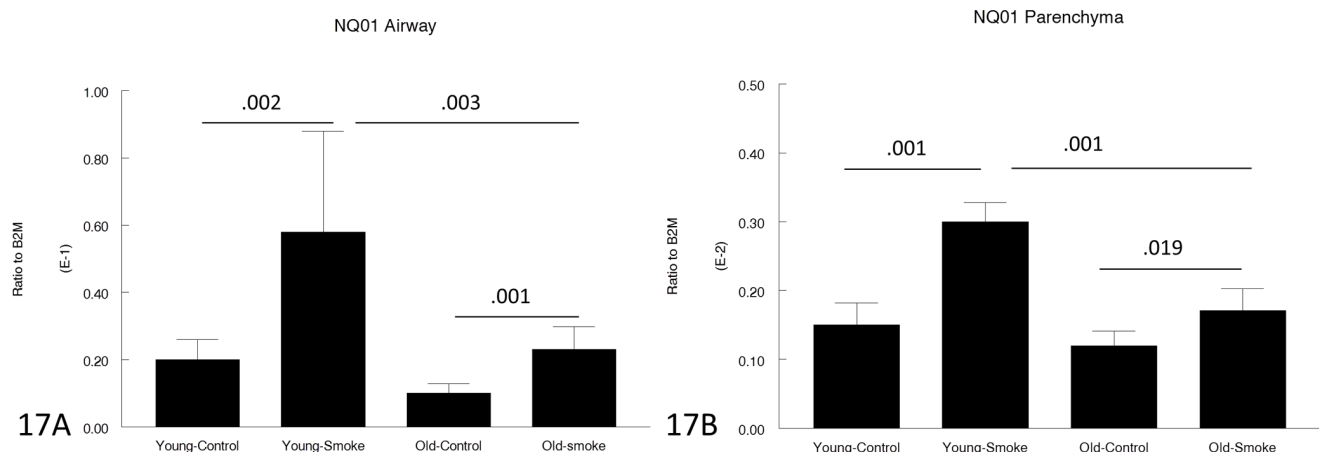 NQ01 Airway
1.00
0.80
0.60
0.40
0.20
0.00
Ratio to B2M
(E-1)
.002
.003
.001
Young-Control
Young-Smoke
Old-Control
Old-smoke
17A
NQ01 Parenchyma
0.50
0.40
0.30
0.20
0.10
0.00
Ratio to B2M
(E-2)
.001
.001
.019
Young-Control
Young-Smoke
Old-Control
Old-Smoke
17B